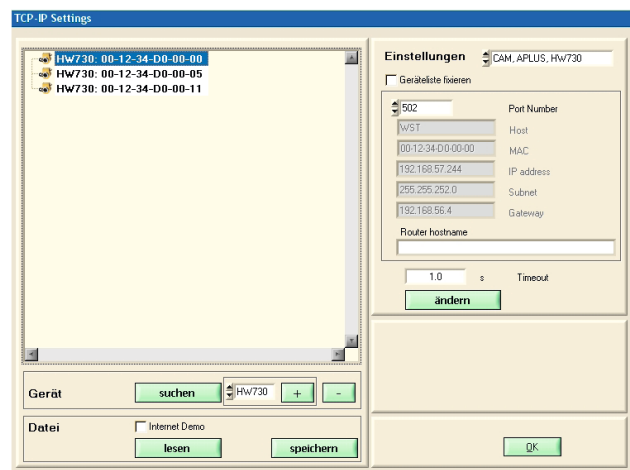 TCP-IP Settings
HW730: 00-12-34-D0-00-00
HW730: 00-12-34-D0-00-05
HW730: 00-12-34-D0-00-11
Gerät suchen HW730 + -
Datei Internet Demo
lesen speichern
Einstellungen CAM, APLUS, HW730
Geräteliste fixieren
502 Port Number
WST Host
00-12-34-D0-00-00 MAC
192.168.57.244 IP address
255.255.252.0 Subnet
192.168.56.4 Gateway
Router hostname
1.0 s Timeout
ändern
OK